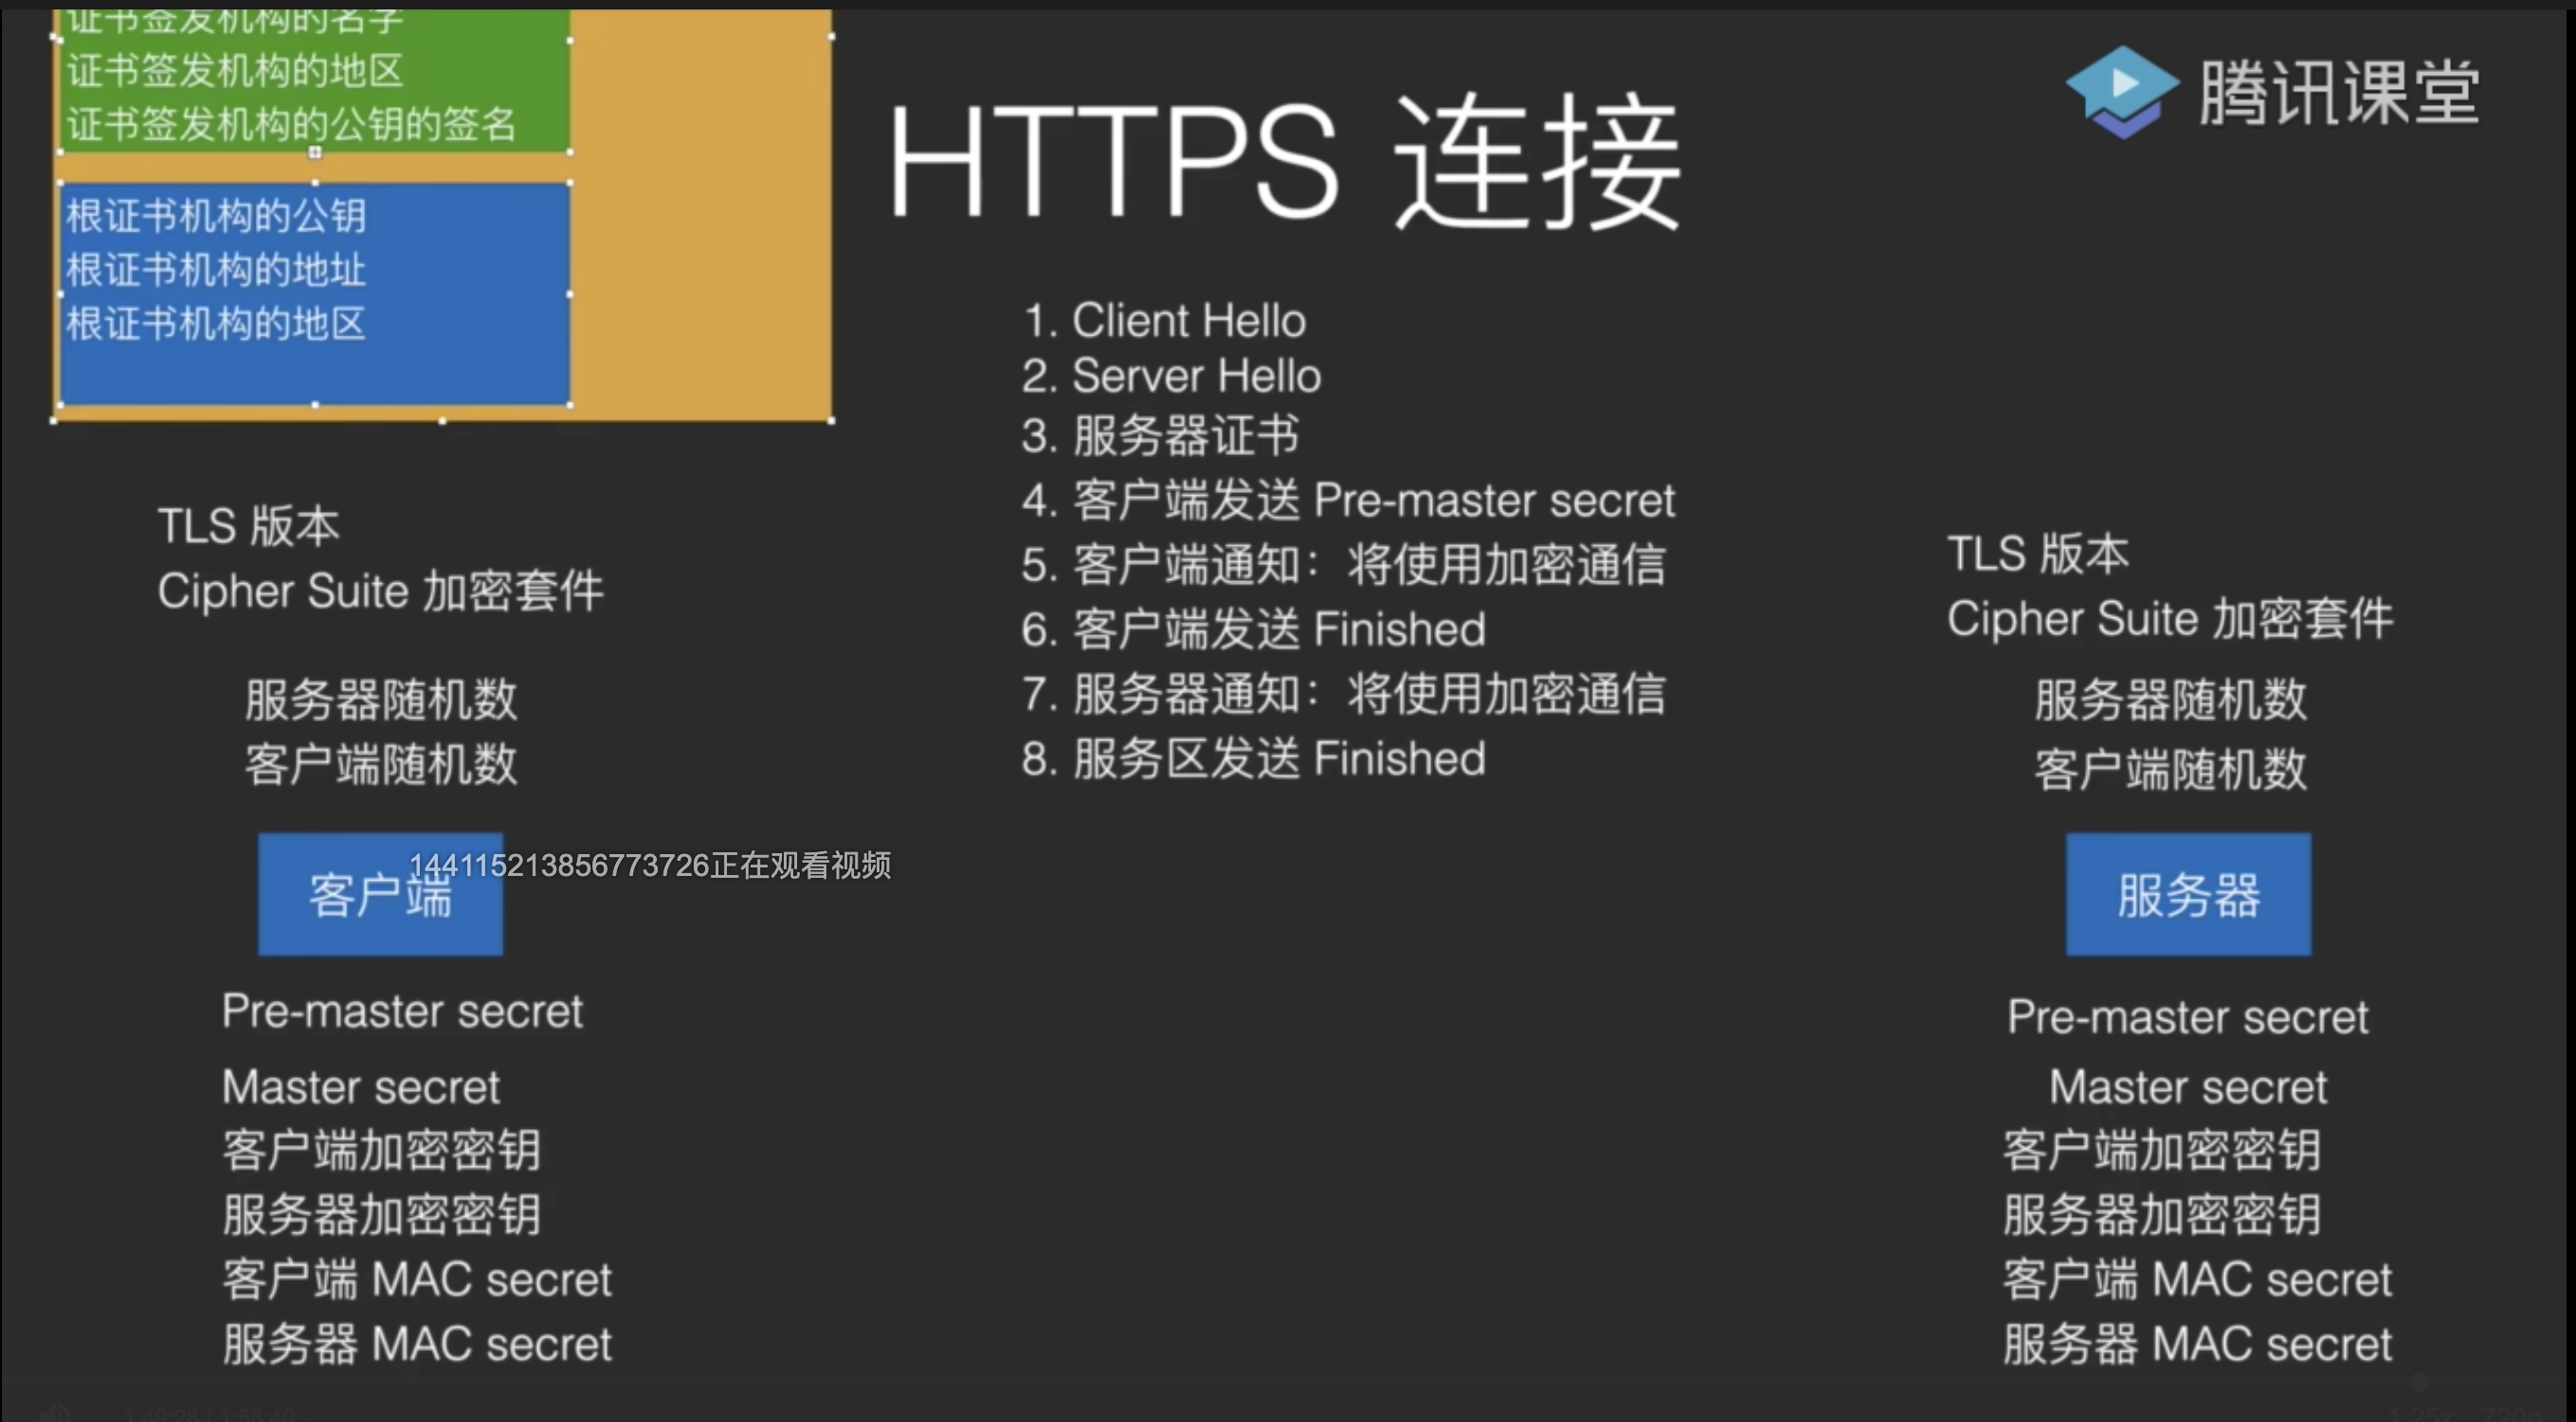 证书签发机构的名字
证书签发机构的地区
证书签发机构的公钥的签名
根证书机构的公钥
根证书机构的地址
根证书机构的地区
HTTPS 连接
腾讯课堂
1. Client Hello
2. Server Hello
3. 服务器证书
4. 客户端发送 Pre-master secret
5. 客户端通知：将使用加密通信
6. 客户端发送 Finished
7. 服务器通知：将使用加密通信
8. 服务区发送 Finished
TLS 版本
Cipher Suite 加密套件
服务器随机数
客户端随机数
客户端
144115213856773726正在观看视频
Pre-master secret
Master secret
客户端加密密钥
服务器加密密钥
客户端 MAC secret
服务器 MAC secret
TLS 版本
Cipher Suite 加密套件
服务器随机数
客户端随机数
服务器
Pre-master secret
Master secret
客户端加密密钥
服务器加密密钥
客户端 MAC secret
服务器 MAC secret